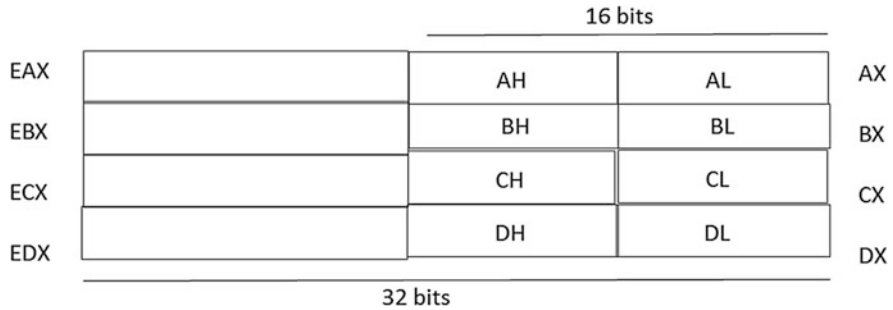 16 bits
EAX AH AL AX
EBX BH BL BX
ECX CH CL CX
EDX DH DL DX
32 bits